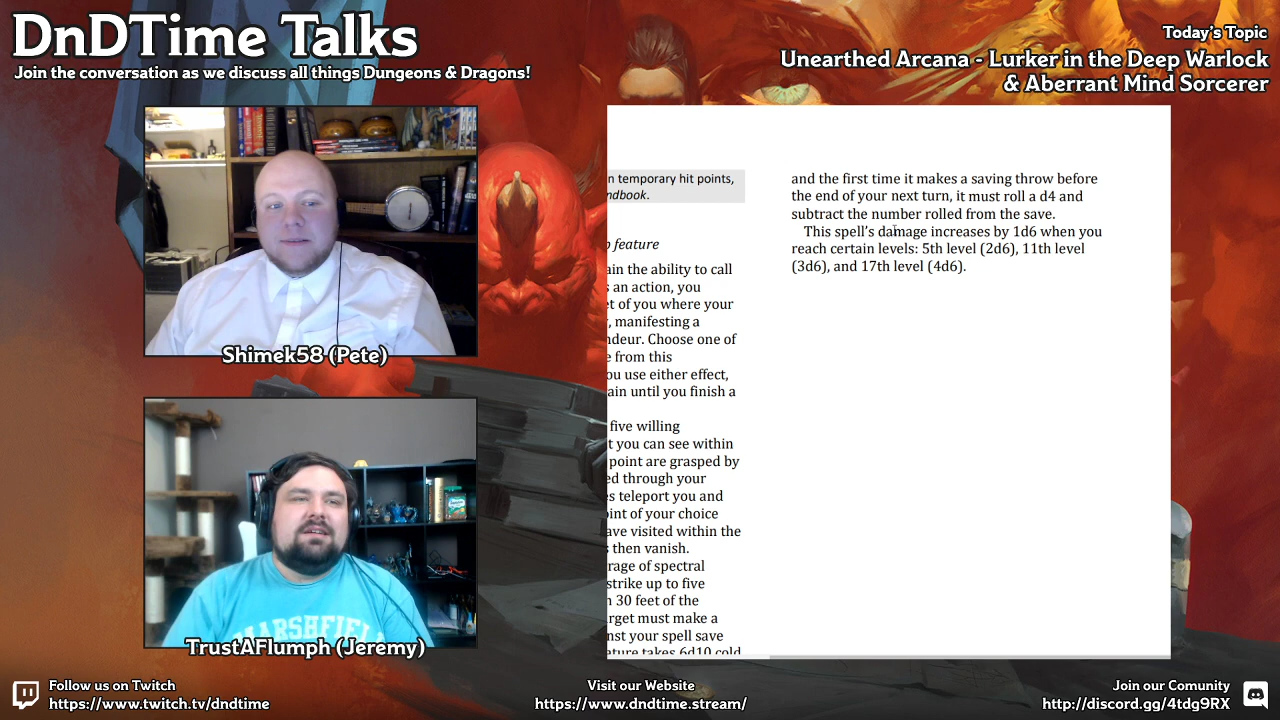 DnDTime Talks
Join the conversation as we discuss all things Dungeons & Dragons!
Today's Topic
Unearthed Arcana - Lurker in the Deep Warlock
& Aberrant Mind Sorcerer
Shimek58 (Pete)
MARSHFIEL
TrustAFlumph (Jeremy)
n temporary hit points,
ndbook.
feature
ain the ability to call
s an action, you
et of you where your
, manifesting a
ndeur. Choose one of
e from this
ou use either effect,
ain until you finish a
five willing
t you can see within
point are grasped by
ed through your
es teleport you and
oint of your choice
ave visited within the
s then vanish.
rage of spectral
strike up to five
n 30 feet of the
arget must make a
nst your spell save
ature takes 6d10 cold
and the first time it makes a saving throw before
the end of your next turn, it must roll a d4 and
subtract the number rolled from the save.
This spell's damage increases by 1d6 when you
reach certain levels: 5th level (2d6), 11th level
(3d6), and 17th level (4d6).
Follow us on Twitch
https://www.twitch.tv/dndtime
Visit our Website
https://www.dndtime.stream/
Join our Comunity
http://discord.gg/4tdg9RX